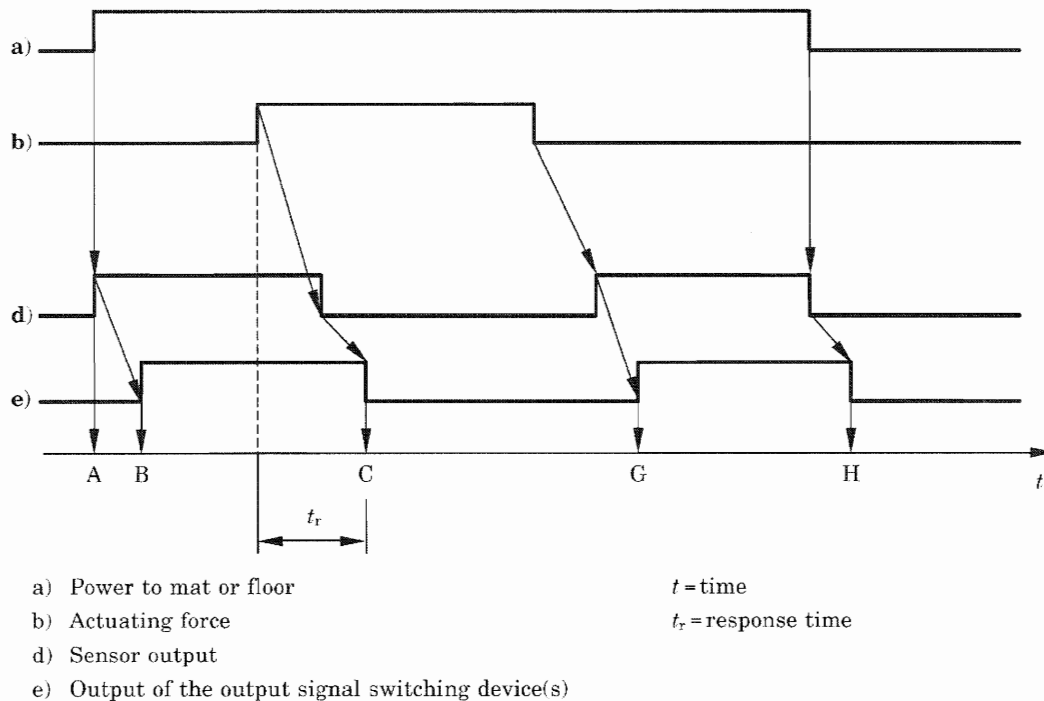 a)
b)
d)
e)
A B C G H
t
tr
a) Power to mat or floor
t = time
b) Actuating force
tr = response time
d) Sensor output
e) Output of the output signal switching device(s)